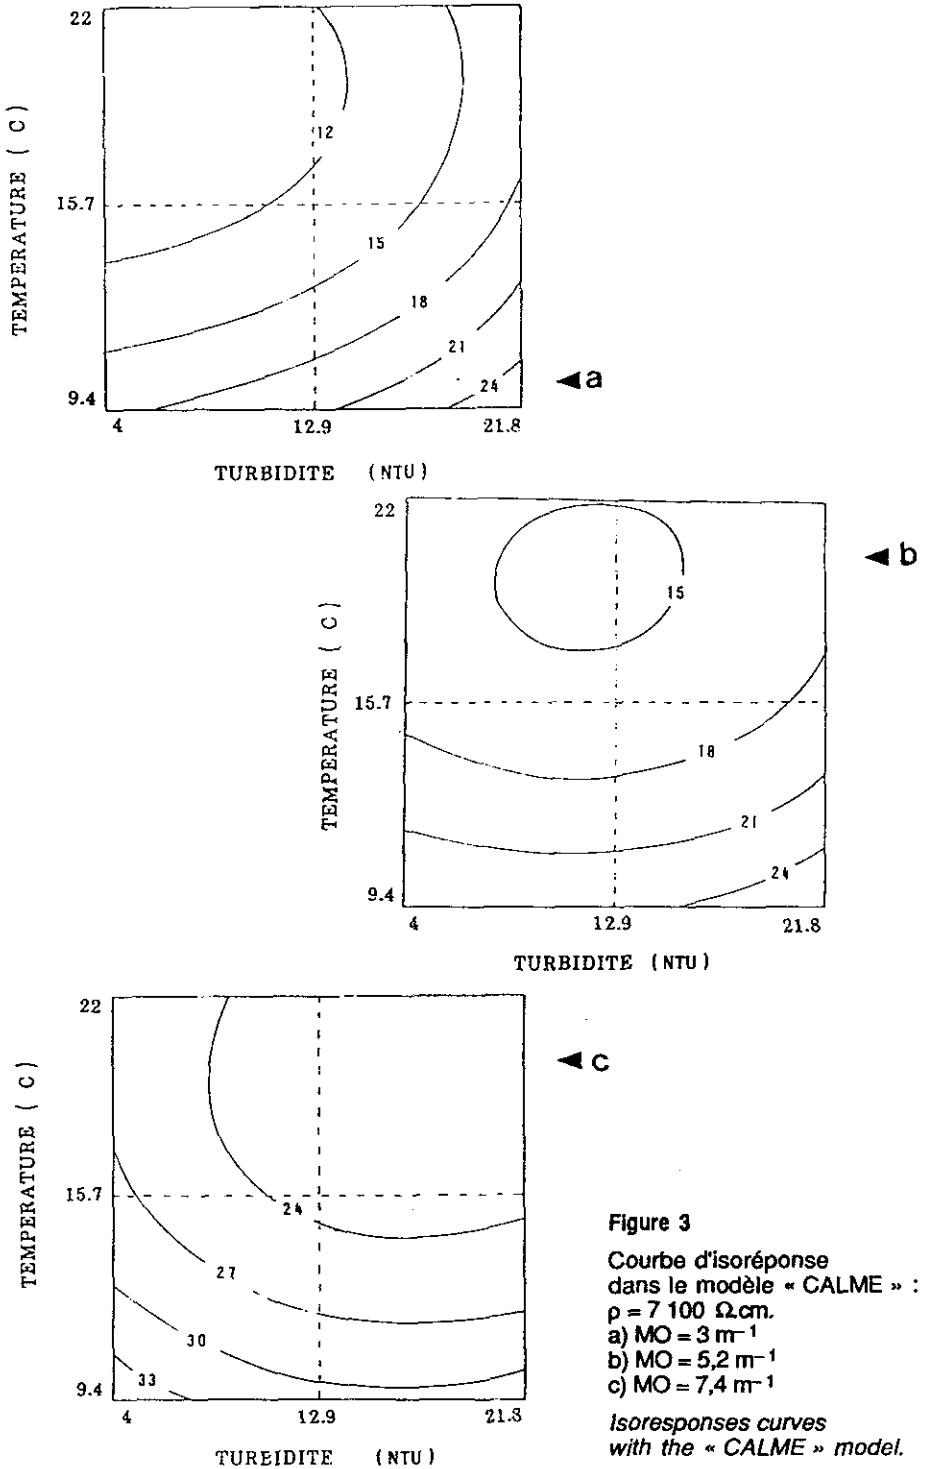 22
TEMPERATURE ( C )
12
15.7
15
18
21
24
9.4
◄a
4 12.9 21.8
TURBIDITE (NTU)
22
◄ b
TEMPERATURE ( C )
15
15.7
18
21
24
9.4
4 12.9 21.8
TURBIDITE (NTU)
22
◄ c
TEMPERATURE ( C )
15.7
24
27
30
33
9.4
4 12.9 21.8
TURBIDITE (NTU)
Figure 3
Courbe d'isoréponse
dans le modèle « CALME » :
ρ = 7 100 Ω.cm.
a) MO = 3 m⁻¹
b) MO = 5,2 m⁻¹
c) MO = 7,4 m⁻¹
Isoresponses curves
with the « CALME » model.